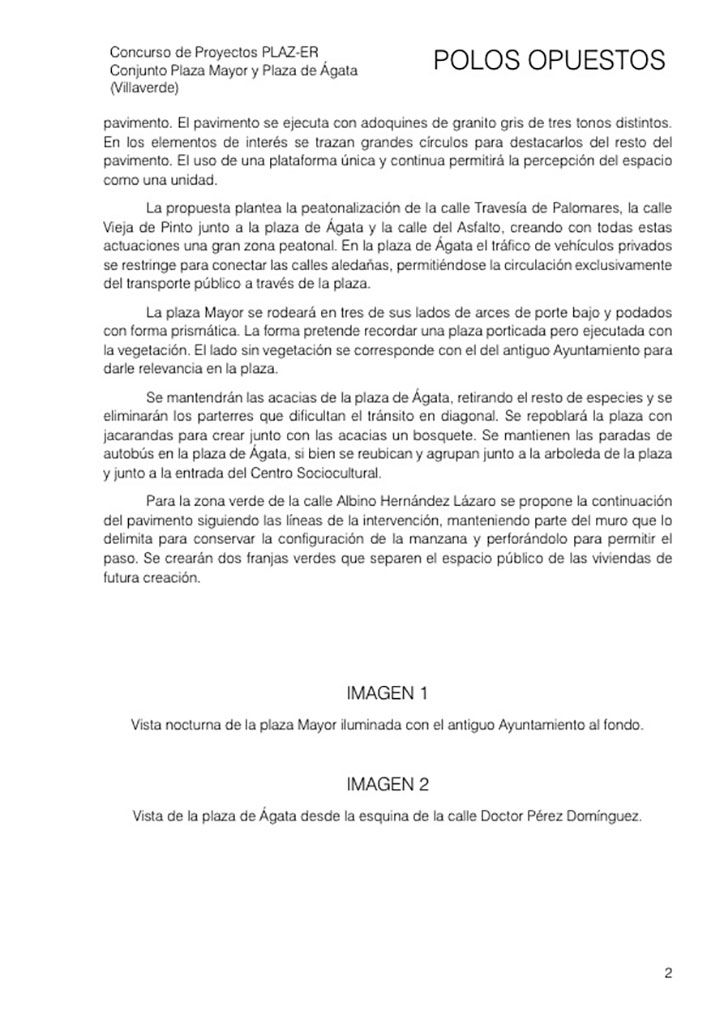 Concurso de Proyectos PLAZ-ER
Conjunto Plaza Mayor y Plaza de Ágata
(Villaverde)
POLOS OPUESTOS
pavimento. El pavimento se ejecuta con adoquines de granito gris de tres tonos distintos.
En los elementos de interés se trazan grandes círculos para destacarlos del resto del
pavimento. El uso de una plataforma única y continua permitirá la percepción del espacio
como una unidad.
La propuesta plantea la peatonalización de la calle Travesía de Palomares, la calle
Vieja de Pinto junto a la plaza de Ágata y la calle del Asfalto, creando con todas estas
actuaciones una gran zona peatonal. En la plaza de Ágata el tráfico de vehículos privados
se restringe para conectar las calles aledañas, permitiéndose la circulación exclusivamente
del transporte público a través de la plaza.
La plaza Mayor se rodeará en tres de sus lados de arces de porte bajo y podados
con forma prismática. La forma pretende recordar una plaza porticada pero ejecutada con
la vegetación. El lado sin vegetación se corresponde con el del antiguo Ayuntamiento para
darle relevancia en la plaza.
Se mantendrán las acacias de la plaza de Ágata, retirando el resto de especies y se
eliminarán los parterres que dificultan el tránsito en diagonal. Se repoblará la plaza con
jacarandas para crear junto con las acacias un bosquete. Se mantienen las paradas de
autobús en la plaza de Ágata, si bien se reubican y agrupan junto a la arboleda de la plaza
y junto a la entrada del Centro Sociocultural.
Para la zona verde de la calle Albino Hernández Lázaro se propone la continuación
del pavimento siguiendo las líneas de la intervención, manteniendo parte del muro que lo
delimita para conservar la configuración de la manzana y perforándolo para permitir el
paso. Se crearán dos franjas verdes que separen el espacio público de las viviendas de
futura creación.
IMAGEN 1
Vista nocturna de la plaza Mayor iluminada con el antiguo Ayuntamiento al fondo.
IMAGEN 2
Vista de la plaza de Ágata desde la esquina de la calle Doctor Pérez Domínguez.
2